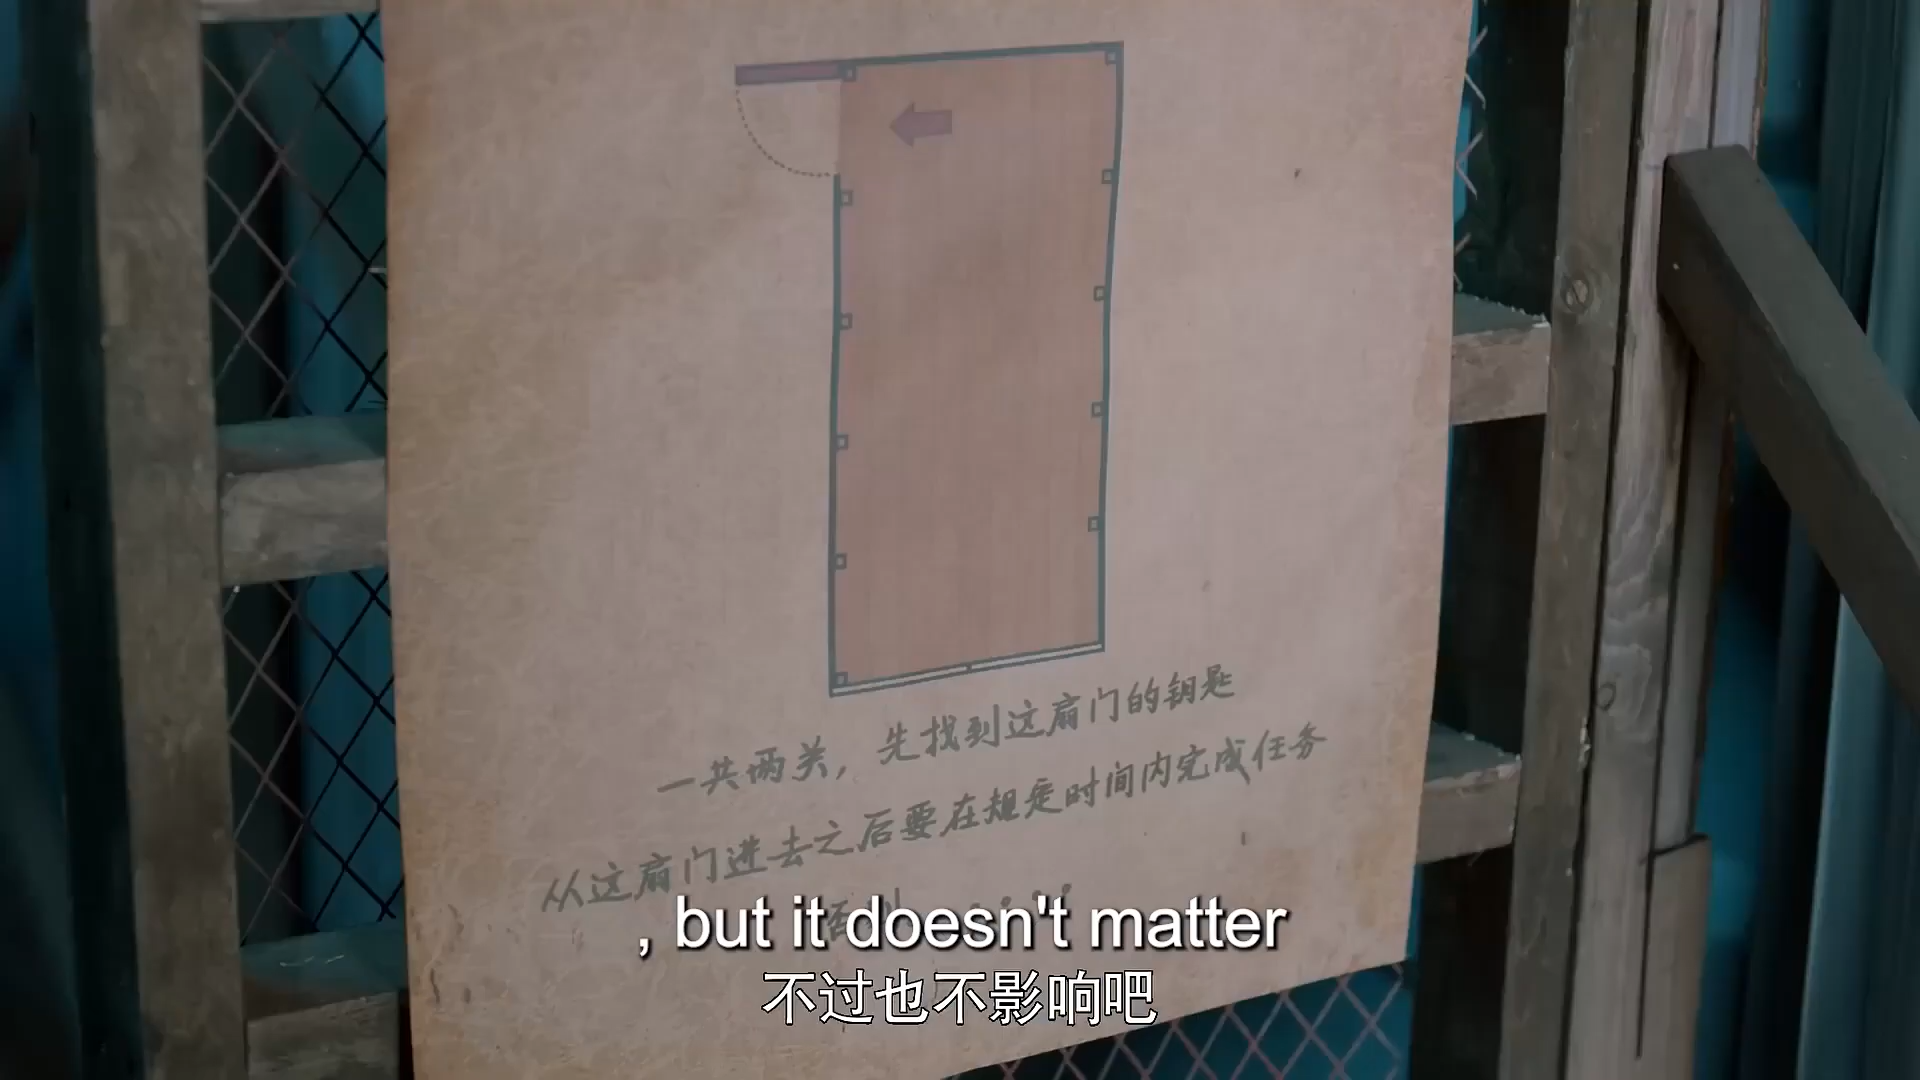 一共两关，先找到这扇门的钥匙
从这扇门进去之后要在规定时间内完成任务
否则
, but it doesn't matter
不过也不影响吧